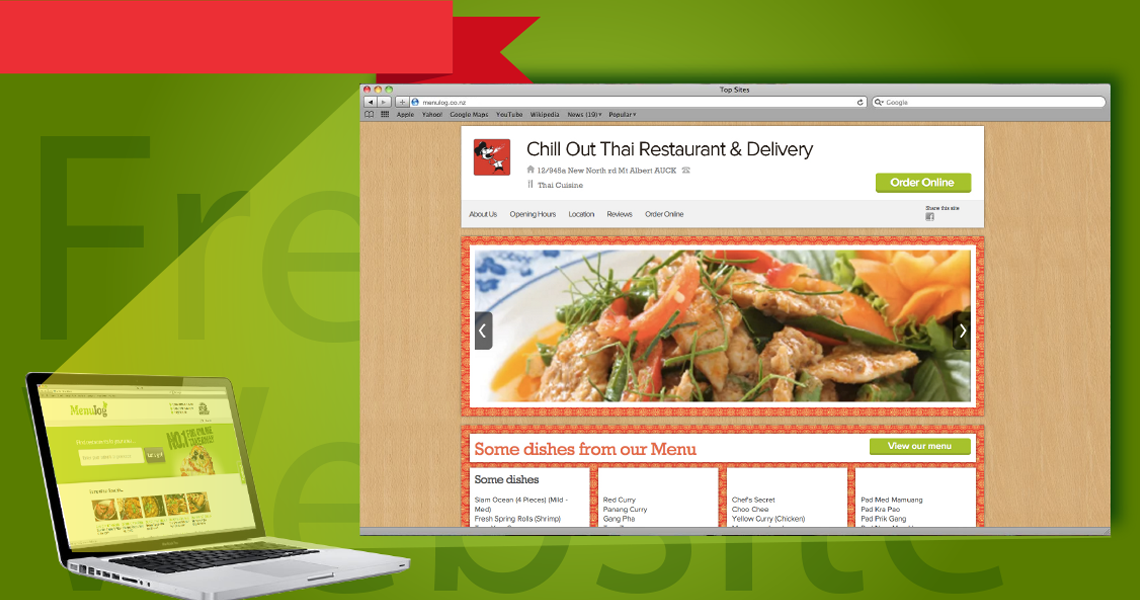 Top Sites
menulog.co.nz
Google
Apple Yahoo! Google Maps YouTube Wikipedia News (19) Popular
Chill Out Thai Restaurant & Delivery
12/945a New North rd Mt Albert AUCK
Thai Cuisine
Order Online
About Us Opening Hours Location Reviews Order Online
Share this site
Some dishes from our Menu
View our menu
Some dishes
Siam Ocean (4 Pieces) (Mild -
Med)
Fresh Spring Rolls (Shrimp)
Red Curry
Panang Curry
Gang Pha
Chef's Secret
Choo Chee
Yellow Curry (Chicken)
Pad Med Mamuang
Pad Kra Pao
Pad Prik Gang
Free
Website
Menulog
NO.1